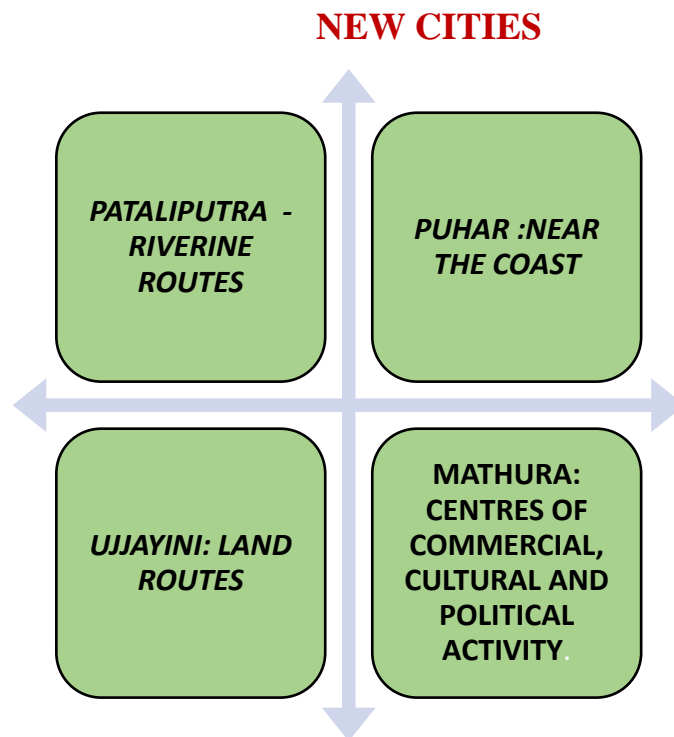 NEW CITIES
PATALIPUTRA -
RIVERINE
ROUTES
PUHAR :NEAR
THE COAST
UJJAYINI: LAND
ROUTES
MATHURA:
CENTRES OF
COMMERCIAL,
CULTURAL AND
POLITICAL
ACTIVITY.